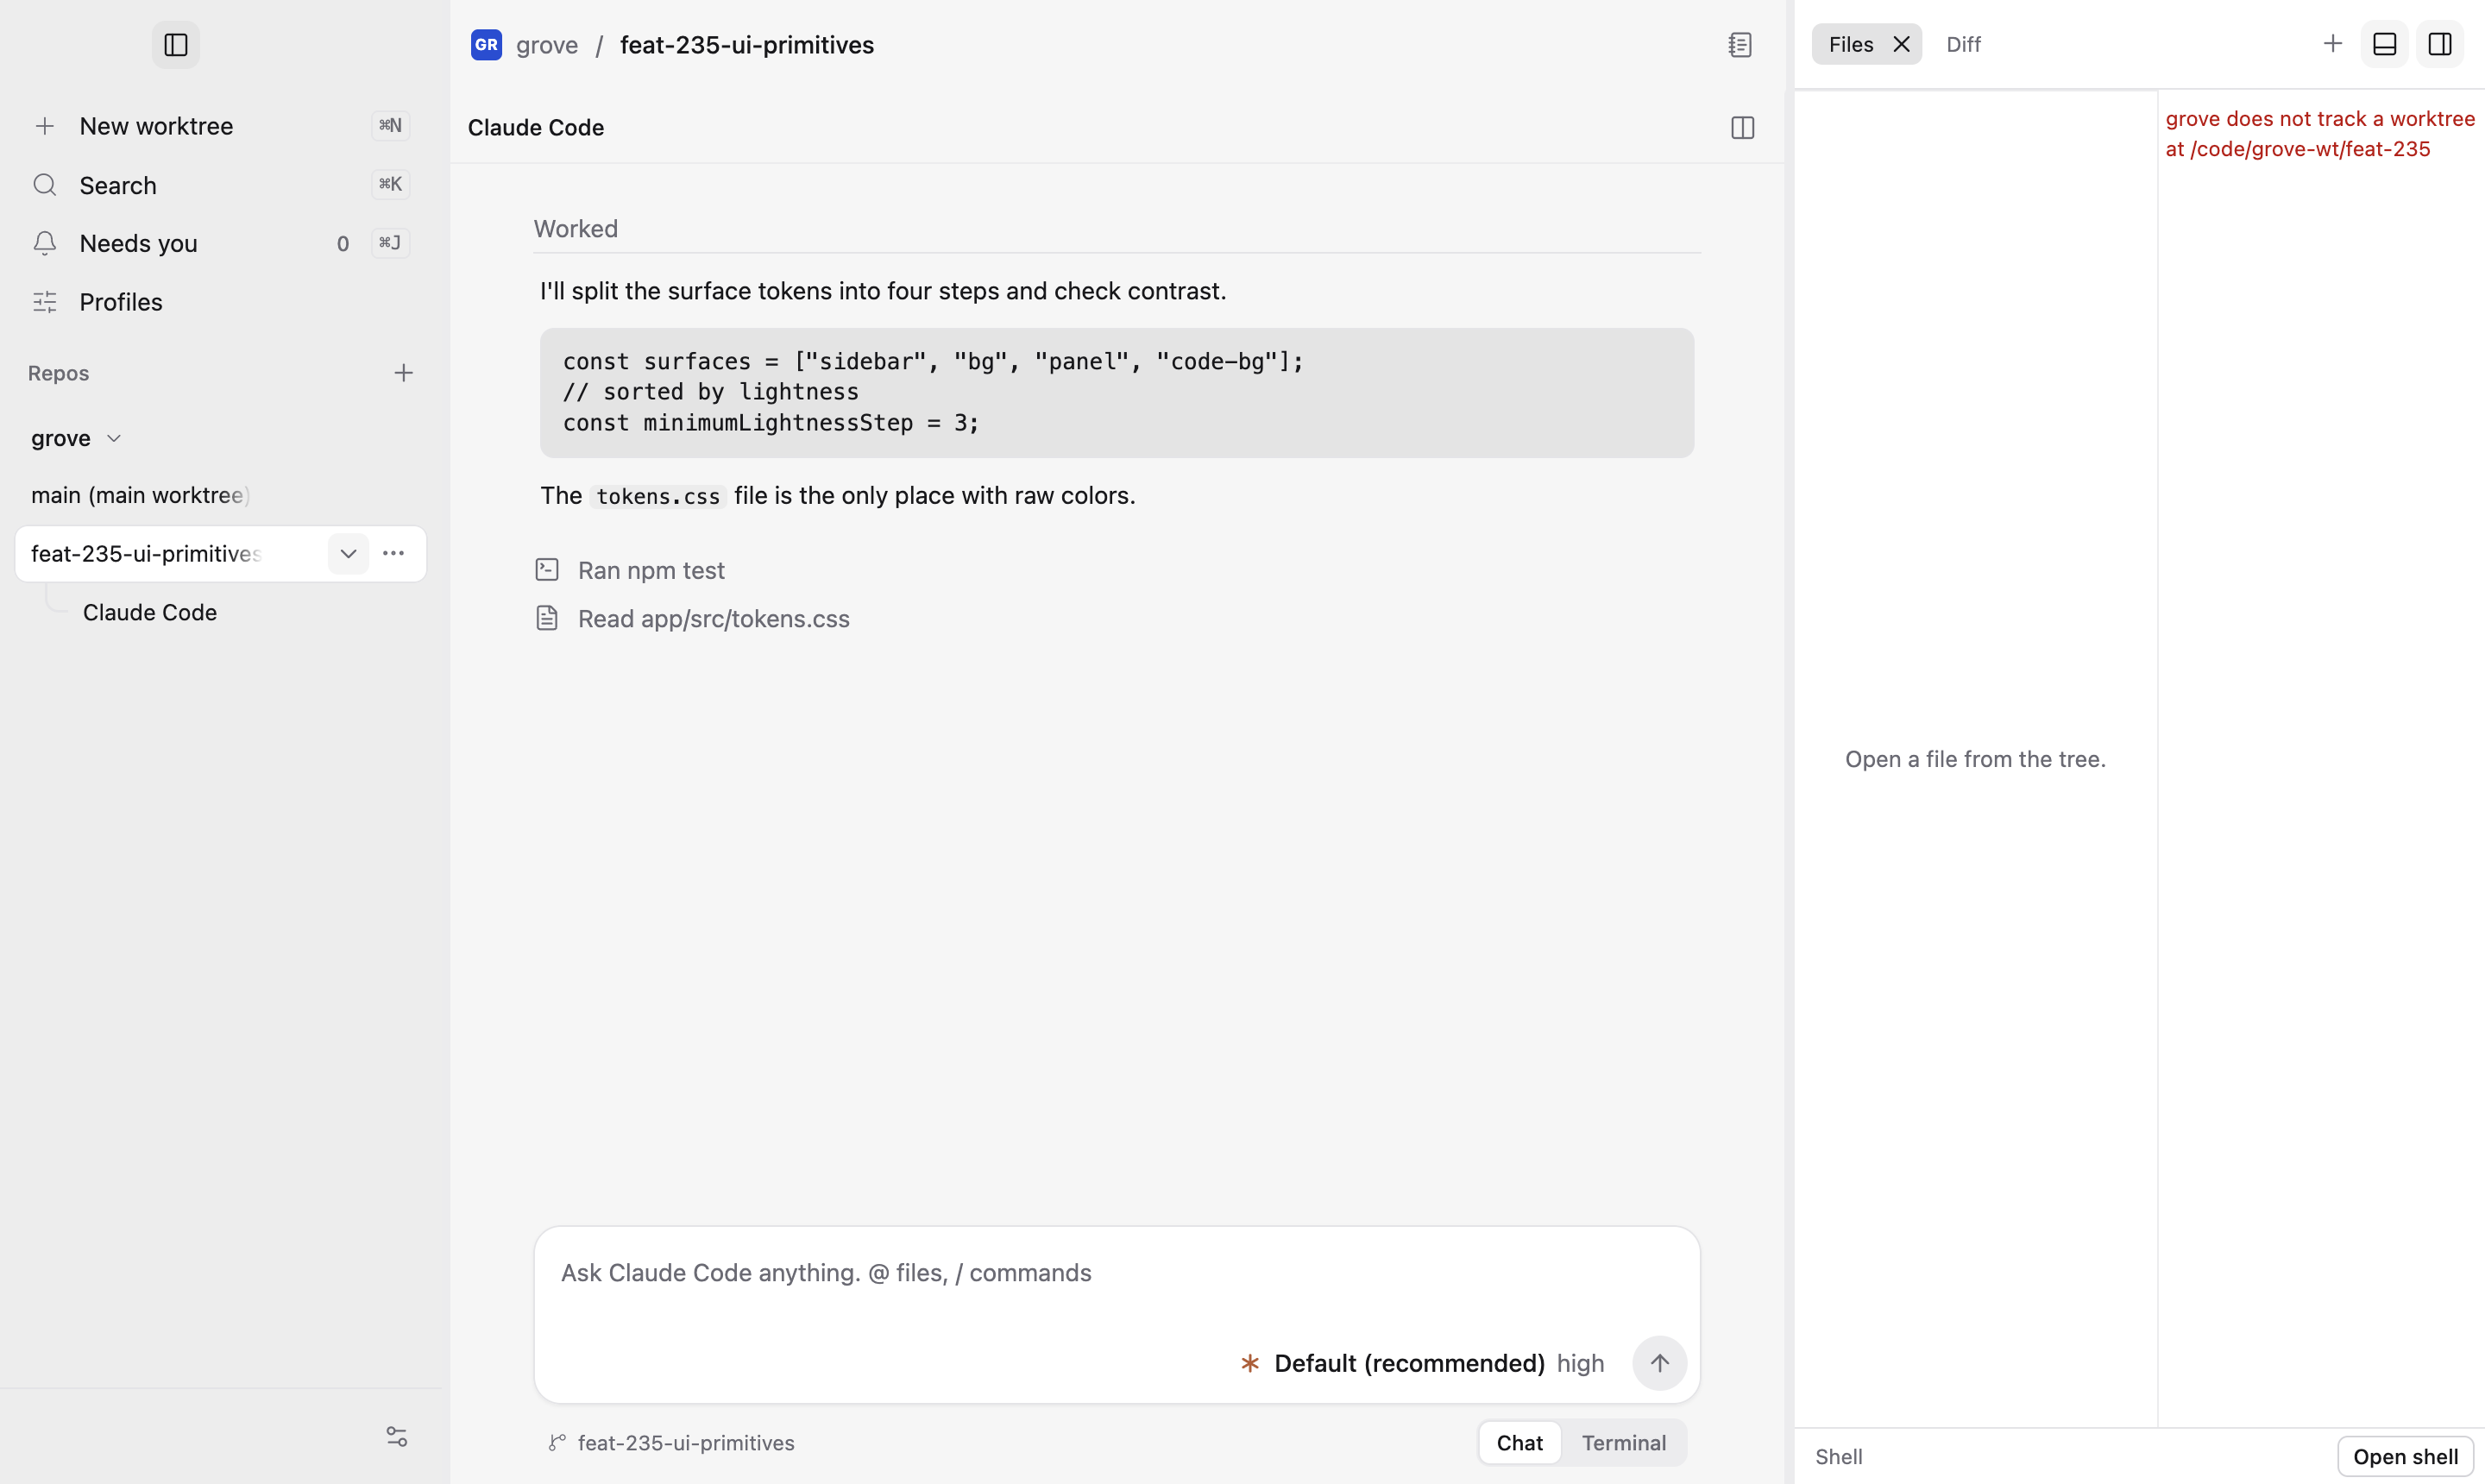 New worktree ⌘N
Search ⌘K
Needs you 0 ⌘J
Profiles
Repos
grove
main (main worktree)
feat-235-ui-primitives
Claude Code
GR grove / feat-235-ui-primitives
Claude Code
Worked
I'll split the surface tokens into four steps and check contrast.
const surfaces = ["sidebar", "bg", "panel", "code-bg"];
// sorted by lightness
const minimumLightnessStep = 3;
The tokens.css file is the only place with raw colors.
Ran npm test
Read app/src/tokens.css
Ask Claude Code anything. @ files, / commands
Default (recommended) high
feat-235-ui-primitives
Chat Terminal
Files Diff
Open a file from the tree.
grove does not track a worktree
at /code/grove-wt/feat-235
Shell Open shell